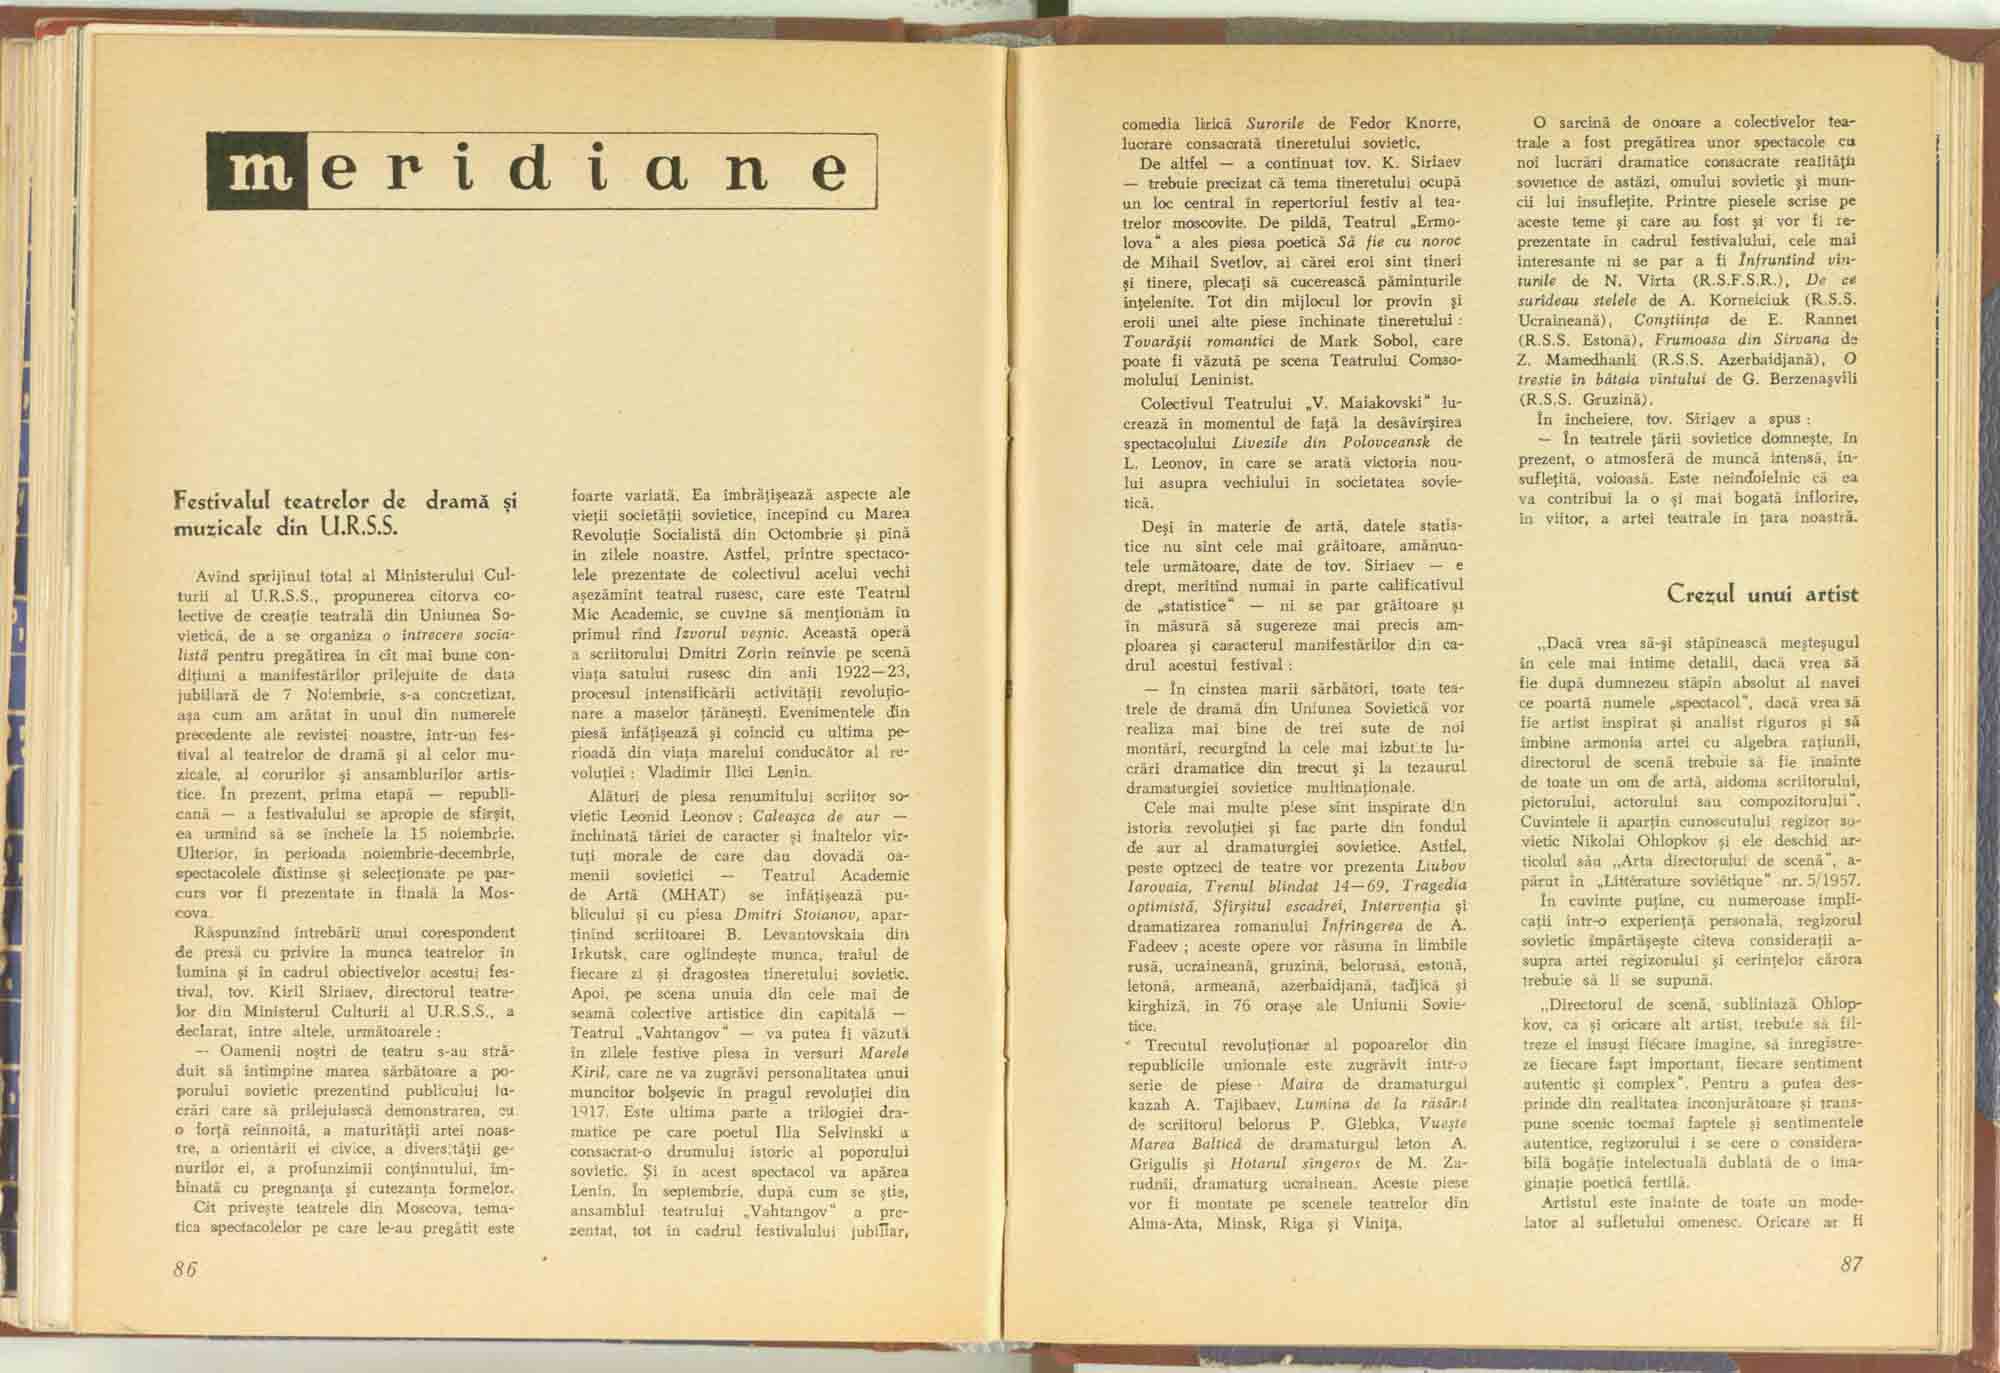 meridiane
Festivalul teatrelor de dramă și
muzicale din U.R.S.S.
Avînd sprijinul total al Ministerului Cul-
turii al U.R.S.S., propunerea cîtorva co-
lective de creație teatrală din Uniunea So-
vietică, de a se organiza o întrecere socia-
listă pentru pregătirea în cît mai bune con-
dițiuni a manifestărilor prilejuite de data
jubiliară de 7 Noiembrie, s-a concretizat,
așa cum am arătat în unul din numerele
precedente ale revistei noastre, într-un fes-
tival al teatrelor de dramă și al celor mu-
zicale, al corurilor și ansamblurilor artis-
tice. În prezent, prima etapă — republi-
cană — a festivalului se apropie de sfîrșit,
ea urmînd să se încheie la 15 noiembrie.
Ulterior, în perioada noiembrie-decembrie,
spectacolele distinse și selecționate pe par-
curs vor fi prezentate în finală la Mos-
cova.
Răspunzînd întrebării unui corespondent
de presă cu privire la munca teatrelor în
lumina și în cadrul obiectivelor acestui fes-
tival, tov. Kiril Siriaev, directorul teatre-
lor din Ministerul Culturii al U.R.S.S., a
declarat, între altele, următoarele :
— Oamenii noștri de teatru s-au stră-
duit să întîmpine marea sărbătoare a po-
porului sovietic prezentînd publicului lu-
crări care să prilejuiască demonstrarea, cu
o forță reînnoită, a maturității artei noas-
tre, a orientării ei civice, a diversității ge-
nurilor ei, a profunzimii conținutului, îm-
binată cu pregnanța și cutezanța formelor.
Cît privește teatrele din Moscova, tema-
tica spectacolelor pe care le-au pregătit este
foarte variată. Ea îmbrățișează aspecte ale
vieții societății sovietice, începînd cu Marea
Revoluție Socialistă din Octombrie și pînă
în zilele noastre. Astfel, printre spectaco-
lele prezentate de colectivul acelui vechi
așezămînt teatral rusesc, care este Teatrul
Mic Academic, se cuvine să menționăm în
primul rînd Izvorul veșnic. Această operă
a scriitorului Dmitri Zorin reînvie pe scenă
viața satului rusesc din anii 1922—23,
procesul intensificării activității revoluțio-
nare a maselor țărănești. Evenimentele din
piesă înfățișează și coincid cu ultima pe-
rioadă din viața marelui conducător al re-
voluției : Vladimir Ilici Lenin.
Alături de piesa renumitului scriitor so-
vietic Leonid Leonov : Caleașca de aur —
închinată tăriei de caracter și înaltelor vir-
tuți morale de care dau dovadă oa-
menii sovietici — Teatrul Academic
de Artă (MHAT) se înfățișează pu-
blicului și cu piesa Dmitri Stoianov, apar-
ținînd scriitoarei B. Levantovskaia din
Irkutsk, care oglindește munca, traiul de
fiecare zi și dragostea tineretului sovietic.
Apoi, pe scena unuia din cele mai de
seamă colective artistice din capitală —
Teatrul „Vahtangov“ — va putea fi văzută
în zilele festive piesa în versuri Marele
Kiril, care ne va zugrăvi personalitatea unui
muncitor bolșevic în pragul revoluției din
1917. Este ultima parte a trilogiei dra-
matice pe care poetul Ilia Selvinski a
consacrat-o drumului istoric al poporului
sovietic. Și în acest spectacol va apărea
Lenin. În septembrie, după cum se știe,
ansamblul teatrului „Vahtangov“ a pre-
zentat, tot în cadrul festivalului jubiliar,
86
comedia lirică Surorile de Fedor Knorre,
lucrare consacrată tineretului sovietic.
De altfel — a continuat tov. K. Siriaev
— trebuie precizat că tema tineretului ocupă
un loc central în repertoriul festiv al tea-
trelor moscovite. De pildă, Teatrul „Ermo-
lova“ a ales piesa poetică Să fie cu noroc
de Mihail Svetlov, ai cărei eroi sînt tineri
și tinere, plecați să cucerească pămînturile
înțelenite. Tot din mijlocul lor provin și
eroii unei alte piese închinate tineretului :
Tovarășii romantici de Mark Sobol, care
poate fi văzută pe scena Teatrului Comso-
molului Leninist.
Colectivul Teatrului „V. Maiakovski“ lu-
crează în momentul de față la desăvîrșirea
spectacolului Livezile din Polovceansk de
L. Leonov, în care se arată victoria nou-
lui asupra vechiului în societatea sovie-
tică.
Deși în materie de artă, datele statis-
tice nu sînt cele mai grăitoare, amănun-
tele următoare, date de tov. Siriaev — e
drept, meritînd numai în parte calificativul
de „statistice“ — ni se par grăitoare și
în măsură să sugereze mai precis am-
ploarea și caracterul manifestărilor din ca-
drul acestui festival :
— În cinstea marii sărbători, toate tea-
trele de dramă din Uniunea Sovietică vor
realiza mai bine de trei sute de noi
montări, recurgînd la cele mai izbutite lu-
crări dramatice din trecut și la tezaurul
dramaturgiei sovietice multinaționale.
Cele mai multe piese sînt inspirate din
istoria revoluției și fac parte din fondul
de aur al dramaturgiei sovietice. Astfel,
peste optzeci de teatre vor prezenta Liubov
Iarovaia, Trenul blindat 14—69, Tragedia
optimistă, Sfîrșitul escadrei, Intervenția și
dramatizarea romanului Înfrîngerea de A.
Fadeev ; aceste opere vor răsuna în limbile
rusă, ucraineană, gruzină, belorusă, estonă,
letonă, armeană, azerbaidjană, tadjică și
kirghiză, în 76 orașe ale Uniunii Sovie-
tice.
Trecutul revoluționar al popoarelor din
republicile unionale este zugrăvit într-o
serie de piese · Maira de dramaturgul
kazah A. Tajibaev, Lumina de la răsărit
de scriitorul belorus P. Glebka, Vuește
Marea Baltică de dramaturgul leton A.
Grigulis și Hotarul sîngeros de M. Za-
rudnîi, dramaturg ucrainean. Aceste piese
vor fi montate pe scenele teatrelor din
Alma-Ata, Minsk, Riga și Vinița.
O sarcină de onoare a colectivelor tea-
trale a fost pregătirea unor spectacole cu
noi lucrări dramatice consacrate realității
sovietice de astăzi, omului sovietic și mun-
cii lui însuflețite. Printre piesele scrise pe
aceste teme și care au fost și vor fi re-
prezentate în cadrul festivalului, cele mai
interesante ni se par a fi Înfruntînd vîn-
turile de N. Virta (R.S.F.S.R.), De ce
surîdeau stelele de A. Korneiciuk (R.S.S.
Ucraineană), Conștiința de E. Rannet
(R.S.S. Estonă), Frumoasa din Sirvana de
Z. Mamedhanli (R.S.S. Azerbaidjană), O
trestie în bătaia vîntului de G. Berzenașvili
(R.S.S. Gruzină).
În încheiere, tov. Siriaev a spus :
— În teatrele țării sovietice domnește, în
prezent, o atmosferă de muncă intensă, în-
suflețită, voioasă. Este neîndoielnic că ea
va contribui la o și mai bogată înflorire,
în viitor, a artei teatrale în țara noastră.
Crezul unui artist
„Dacă vrea să-și stăpînească meșteșugul
în cele mai intime detalii, dacă vrea să
fie după dumnezeu stăpîn absolut al navei
ce poartă numele „spectacol“, dacă vrea să
fie artist inspirat și analist riguros și să
îmbine armonia artei cu algebra rațiunii,
directorul de scenă trebuie să fie înainte
de toate un om de artă, aidoma scriitorului,
pictorului, actorului sau compozitorului“.
Cuvintele îi aparțin cunoscutului regizor so-
vietic Nikolai Ohlopkov și ele deschid ar-
ticolul său „Arta directorului de scenă“, a-
părut în „Littérature soviétique“ nr. 5/1957.
În cuvinte puține, cu numeroase impli-
cații într-o experiență personală, regizorul
sovietic împărtășește cîteva considerații a-
supra artei regizorului și cerințelor cărora
trebuie să li se supună.
„Directorul de scenă, subliniază Ohlop-
kov, ca și oricare alt artist, trebuie să fil-
treze el însuși fiecare imagine, să înregistre-
ze fiecare fapt important, fiecare sentiment
autentic și complex“. Pentru a putea des-
prinde din realitatea înconjurătoare și trans-
pune scenic tocmai faptele și sentimentele
autentice, regizorului i se cere o considera-
bilă bogăție intelectuală dublată de o ima-
ginație poetică fertilă.
Artistul este înainte de toate un mode-
lator al sufletului omenesc. Oricare ar fi
87